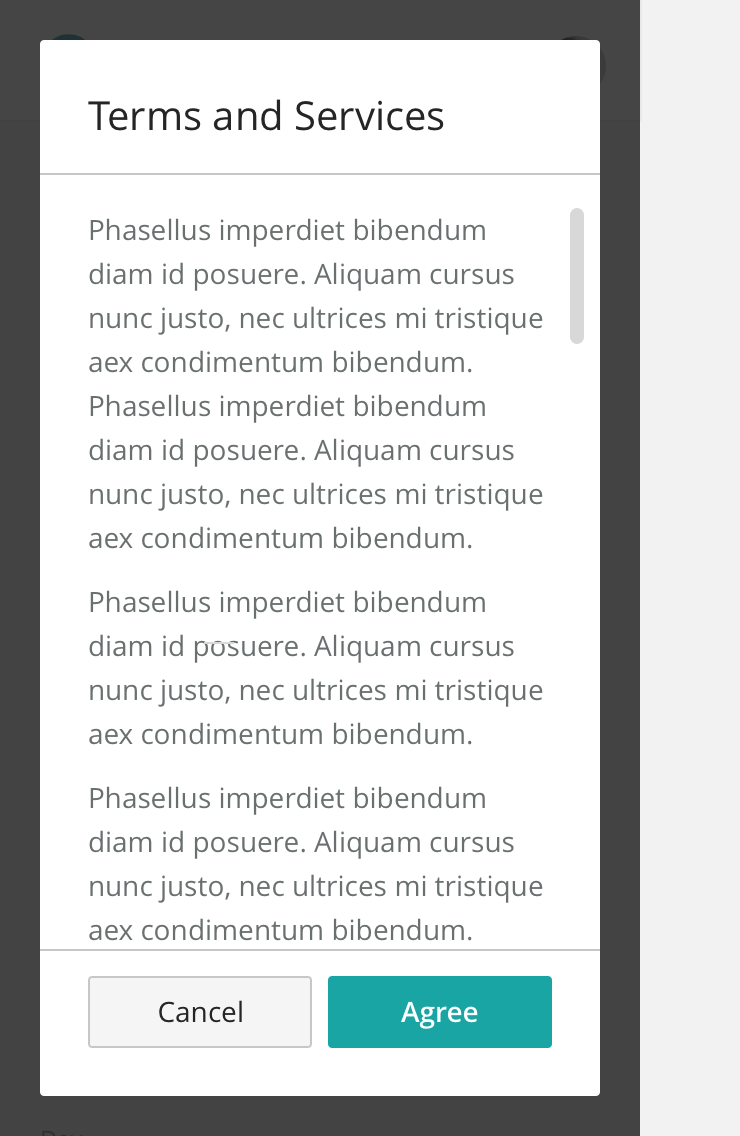 Terms and Services
Phasellus imperdiet bibendum
diam id posuere. Aliquam cursus
nunc justo, nec ultrices mi tristique
aex condimentum bibendum.
Phasellus imperdiet bibendum
diam id posuere. Aliquam cursus
nunc justo, nec ultrices mi tristique
aex condimentum bibendum.
Phasellus imperdiet bibendum
diam id posuere. Aliquam cursus
nunc justo, nec ultrices mi tristique
aex condimentum bibendum.
Phasellus imperdiet bibendum
diam id posuere. Aliquam cursus
nunc justo, nec ultrices mi tristique
aex condimentum bibendum.
Cancel Agree